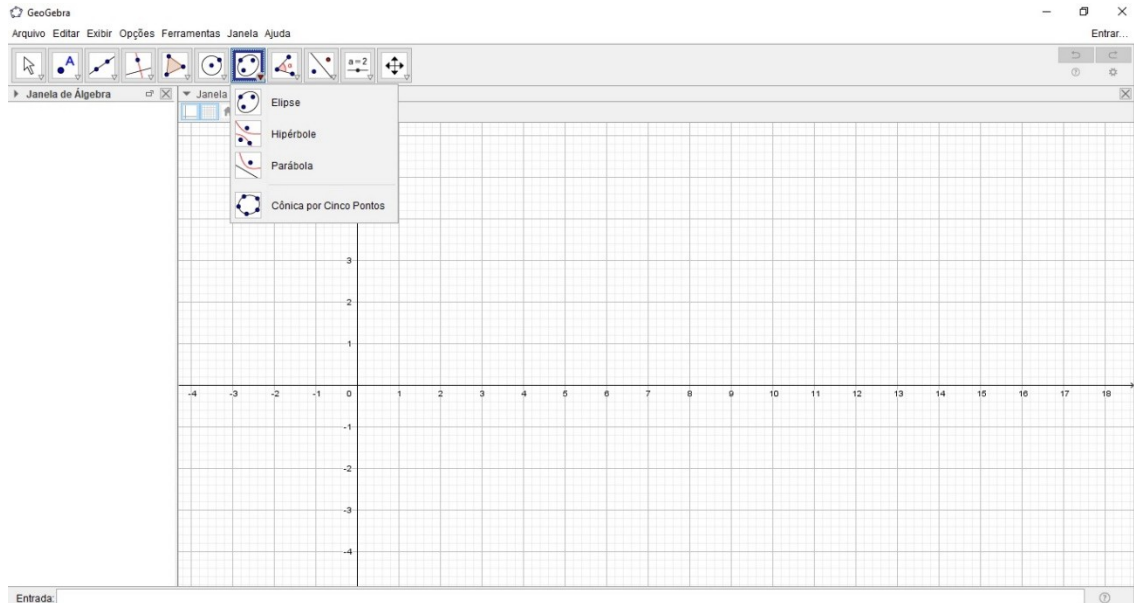 GeoGebra
Arquivo Editar Exibir Opções Ferramentas Janela Ajuda Entrar...
A a=2
Janela de Álgebra Janela
Elipse
Hipérbole
Parábola
Cônica por Cinco Pontos
3
2
1
-4 -3 -2 -1 0 1 2 3 4 5 6 7 8 9 10 11 12 13 14 15 16 17 18
-1
-2
-3
-4
Entrada: